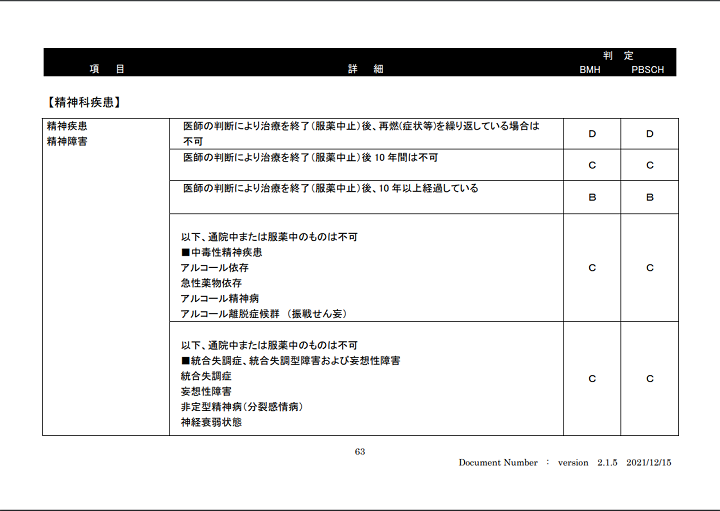 判 定
項 目 詳 細 BMH PBSCH
【精神科疾患】
精神疾患 医師の判断により治療を終了(服薬中止)後、再燃(症状等)を繰り返している場合は
精神障害 不可 D D
医師の判断により治療を終了(服薬中止)後 10 年間は不可 C C
医師の判断により治療を終了(服薬中止)後、10 年以上経過している B B
以下、通院中または服薬中のものは不可
■中毒性精神疾患
アルコール依存 C C
急性薬物依存
アルコール精神病
アルコール離脱症候群 (振戦せん妄)
以下、通院中または服薬中のものは不可
■統合失調症、統合失調型障害および妄想性障害
統合失調症 C C
妄想性障害
非定型精神病(分裂感情病)
神経衰弱状態
63
Document Number : version 2.1.5 2021/12/15